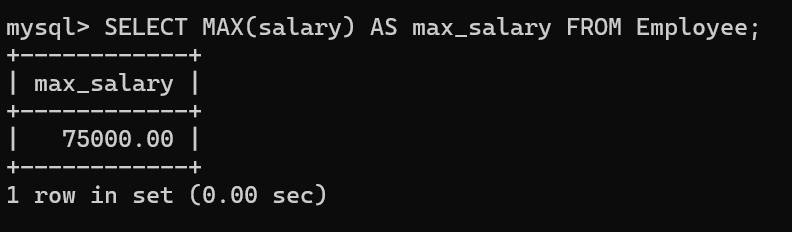 mysql> SELECT MAX(salary) AS max_salary FROM Employee;
+------------+
| max_salary |
+------------+
|   75000.00 |
+------------+
1 row in set (0.00 sec)